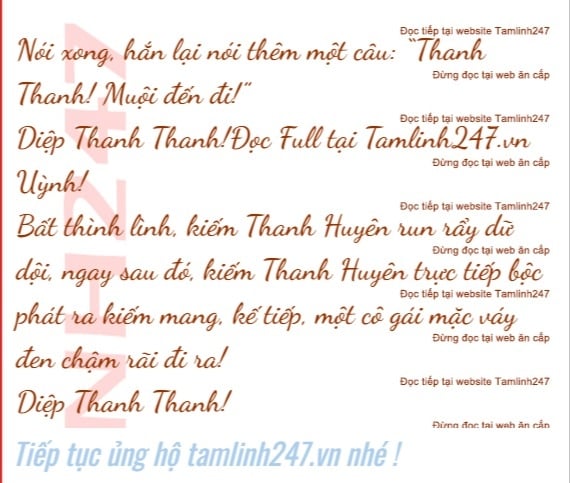 Đọc tiếp tại website Tamlinh247
Nói xong, hắn lại nói thêm một câu: “Thanh
Đừng đọc tại web ăn cắp
Thanh! Muội đến đi!”
Đọc tiếp tại website Tamlinh247
Diệp Thanh Thanh!Đọc Full tại Tamlinh247.vn
Đừng đọc tại web ăn cắp
Uỳnh!
Đọc tiếp tại website Tamlinh247
Bất thình lình, kiếm Thanh Huyên run rẩy dữ
Đừng đọc tại web ăn cắp
dội, ngay sau đó, kiếm Thanh Huyên trực tiếp bộc
Đọc tiếp tại website Tamlinh247
phát ra kiếm mang, kế tiếp, một cô gái mặc váy
Đừng đọc tại web ăn cắp
đen chậm rãi đi ra!
Đọc tiếp tại website Tamlinh247
Diệp Thanh Thanh!
Đừng đọc tại web ăn cắp
NH247
Tiếp tục ủng hộ tamlinh247.vn nhé !